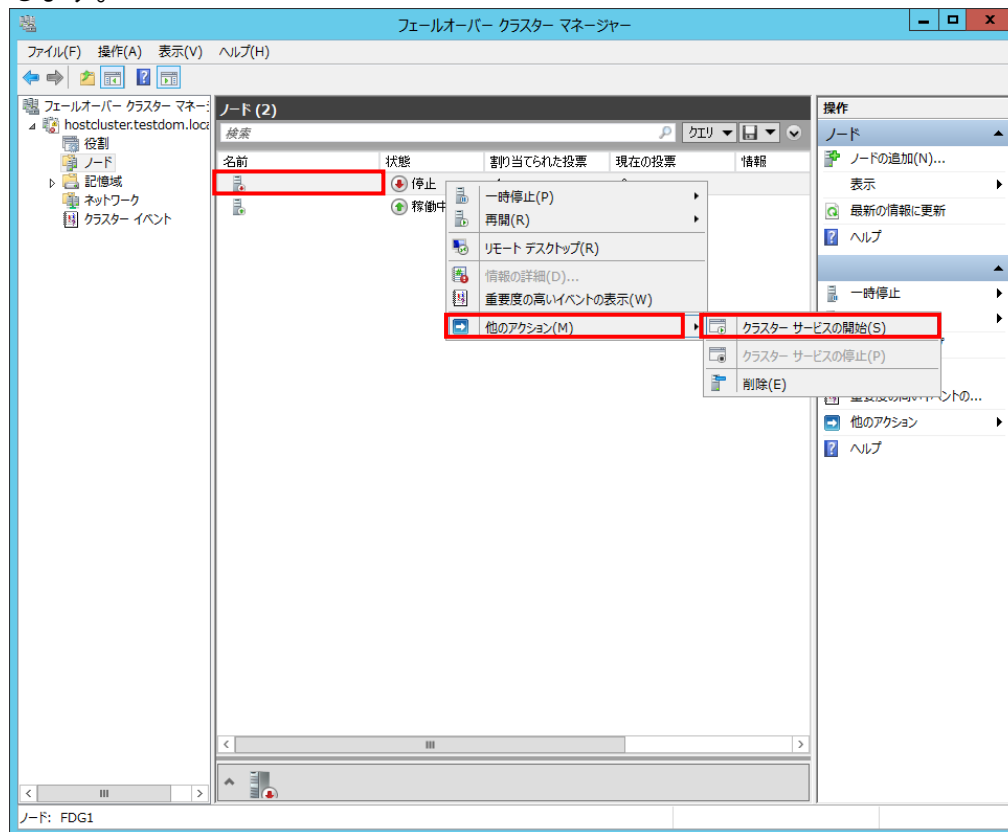 フェールオーバー クラスター マネージャー
ファイル(F) 操作(A) 表示(V) ヘルプ(H)
フェールオーバー クラスター マネー
hostcluster.testdom.loca
役割
ノード
記憶域
ネットワーク
クラスター イベント
ノード (2)
検索
クエリ
名前 状態 割り当てられた投票 現在の投票 情報
停止
稼働中
一時停止(P)
再開(R)
リモート デスクトップ(R)
情報の詳細(D)...
重要度の高いイベントの表示(W)
他のアクション(M)
クラスター サービスの開始(S)
クラスター サービスの停止(P)
削除(E)
操作
ノード
ノードの追加(N)...
表示
最新の情報に更新
ヘルプ
一時停止
重要度の高いイベントの...
他のアクション
ヘルプ
ノード: FDG1